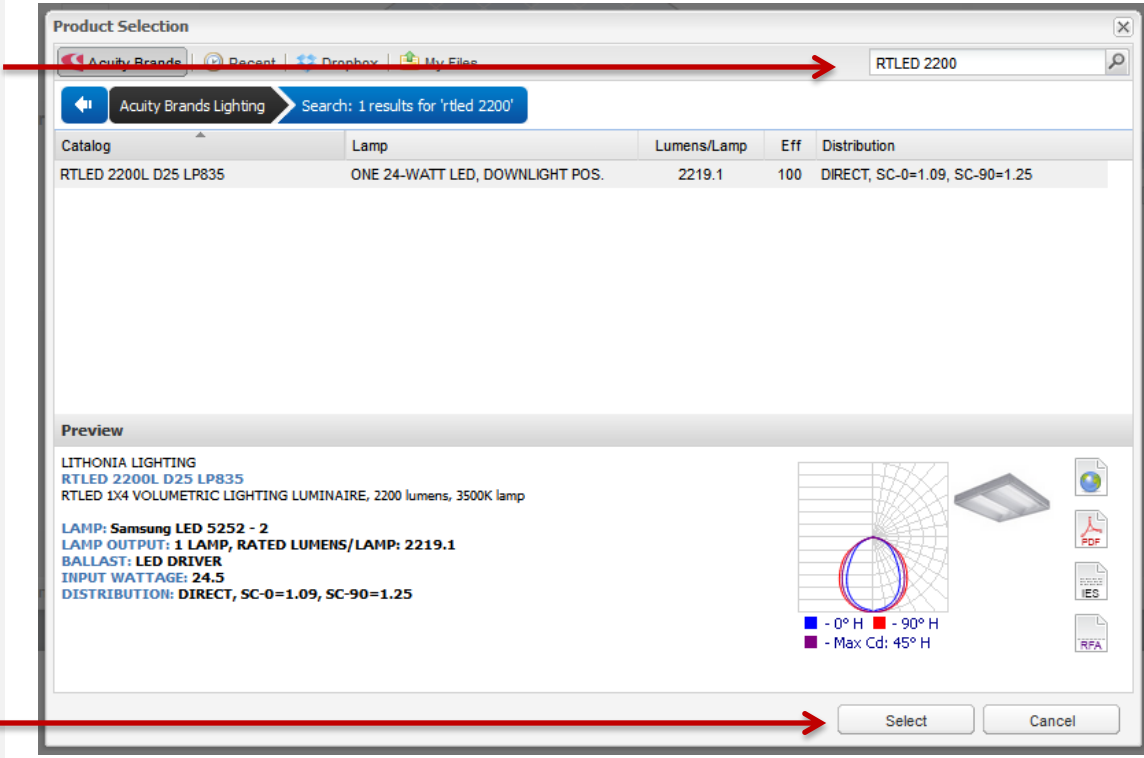 Product Selection
Acuity Brands Recent Dropbox My Files RTLED 2200
Acuity Brands Lighting Search: 1 results for 'rtled 2200'
Catalog Lamp Lumens/Lamp Eff Distribution
RTLED 2200L D25 LP835 ONE 24-WATT LED, DOWNLIGHT POS. 2219.1 100 DIRECT, SC-0=1.09, SC-90=1.25
Preview
LITHONIA LIGHTING
RTLED 2200L D25 LP835
RTLED 1X4 VOLUMETRIC LIGHTING LUMINAIRE, 2200 lumens, 3500K lamp
LAMP: Samsung LED 5252 - 2
LAMP OUTPUT: 1 LAMP, RATED LUMENS/LAMP: 2219.1
BALLAST: LED DRIVER
INPUT WATTAGE: 24.5
DISTRIBUTION: DIRECT, SC-0=1.09, SC-90=1.25
- 0° H - 90° H
- Max Cd: 45° H
PDF
IES
RFA
Select Cancel